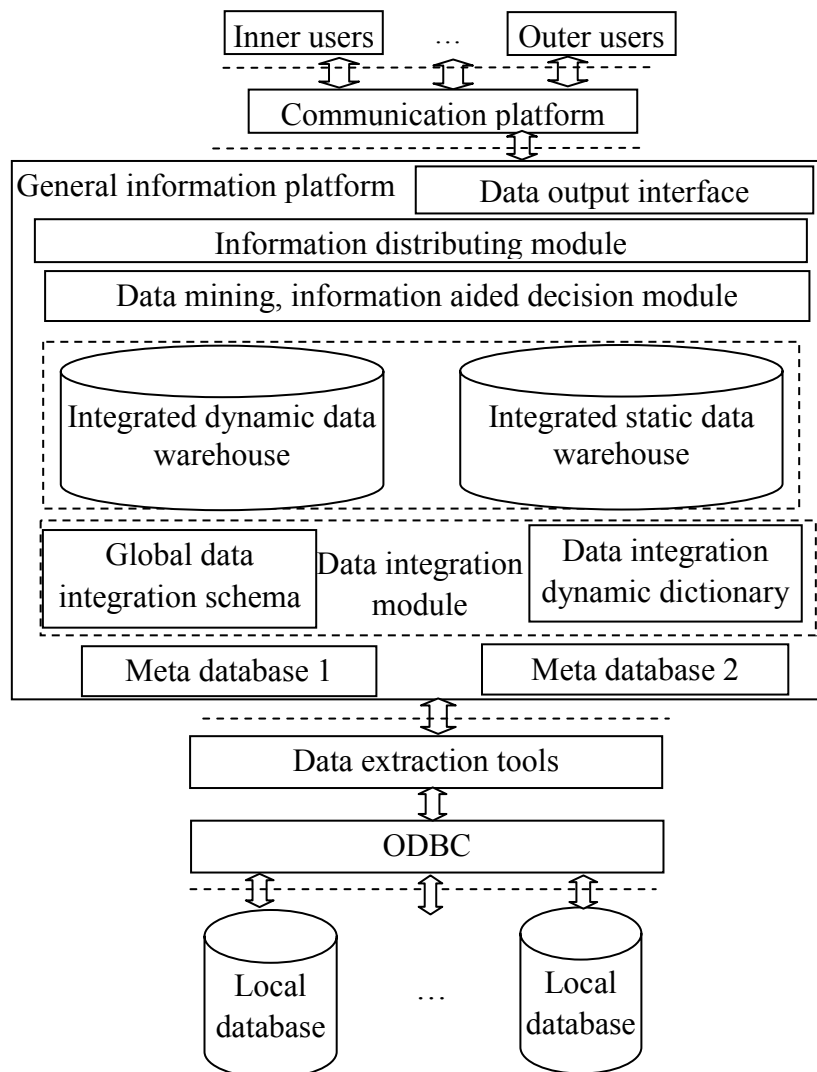 Inner users
...
Outer users
Communication platform
General information platform
Data output interface
Information distributing module
Data mining, information aided decision module
Integrated dynamic data
warehouse
Integrated static data
warehouse
Global data
integration schema
Data integration
module
Data integration
dynamic dictionary
Meta database 1
Meta database 2
Data extraction tools
ODBC
Local
database
...
Local
database